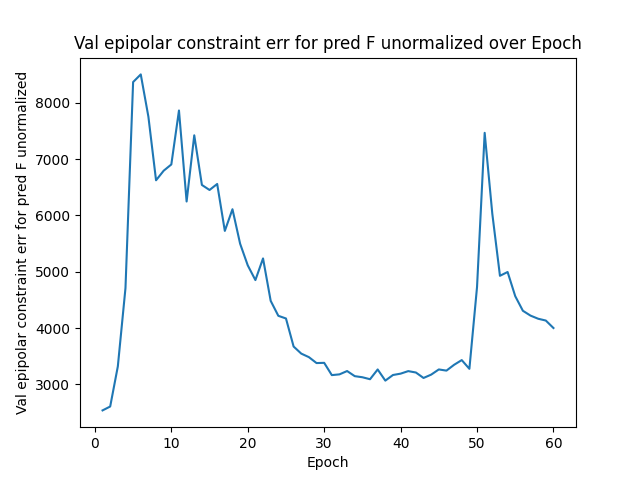 Val epipolar constraint err for pred F unormalized over Epoch
Val epipolar constraint err for pred F unormalized
8000
7000
6000
5000
4000
3000
0 10 20 30 40 50 60
Epoch